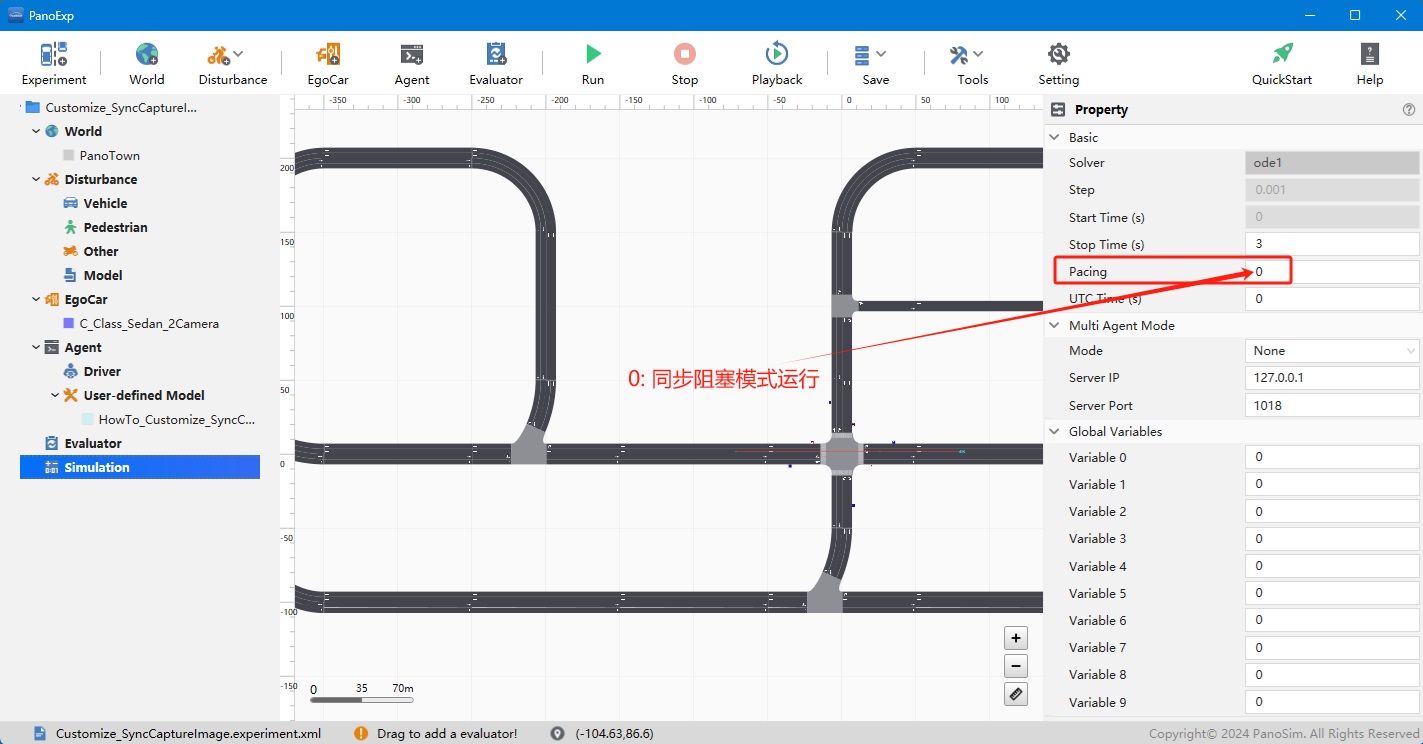 PanoExp
Experiment
World
Disturbance
EgoCar
Agent
Evaluator
Run
Stop
Playback
Save
Tools
Setting
QuickStart
Help
Customize_SyncCaptureI...
World
PanoTown
Disturbance
Vehicle
Pedestrian
Other
Model
EgoCar
C_Class_Sedan_2Camera
Agent
Driver
User-defined Model
HowTo_Customize_SyncC...
Evaluator
Simulation
-350 -300 -250 -200 -150 -100 -50 0 50 100
200
150
100
50
0
-50
-100
-150
0: 同步阻塞模式运行
0 35 70m
+
−
Property
Basic
Solver ode1
Step 0.001
Start Time (s) 0
Stop Time (s) 3
Pacing 0
UTC Time (s) 0
Multi Agent Mode
Mode None
Server IP 127.0.0.1
Server Port 1018
Global Variables
Variable 0 0
Variable 1 0
Variable 2 0
Variable 3 0
Variable 4 0
Variable 5 0
Variable 6 0
Variable 7 0
Variable 8 0
Variable 9 0
Customize_SyncCaptureImage.experiment.xml
Drag to add a evaluator!
(-104.63,86.6)
Copyright© 2024 PanoSim. All Rights Reserved